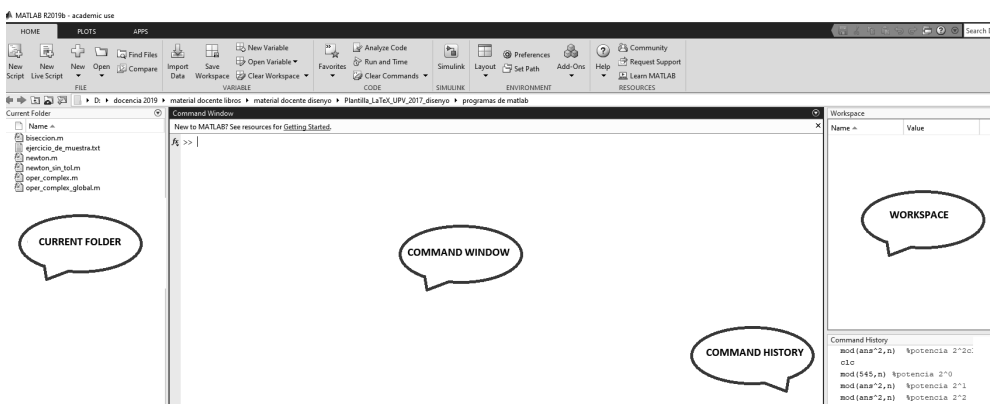 MATLAB R2019b - academic use
HOME PLOTS APPS
Search D
New Script
New Live Script
New
Open
Find Files
Compare
Import Data
Save Workspace
New Variable
Open Variable
Clear Workspace
Favorites
Analyze Code
Run and Time
Clear Commands
Simulink
Layout
Preferences
Set Path
Add-Ons
Help
Community
Request Support
Learn MATLAB
FILE VARIABLE CODE SIMULINK ENVIRONMENT RESOURCES
D: ▸ docencia 2019 ▸ material docente libros ▸ material docente disenyo ▸ Plantilla_LaTeX_UPV_2017_disenyo ▸ programas de matlab
Current Folder
Name
biseccion.m
ejercicio_de_muestra.txt
newton.m
newton_sin_tol.m
oper_complex.m
oper_complex_global.m
CURRENT FOLDER
Command Window
New to MATLAB? See resources for Getting Started.
fx >>
COMMAND WINDOW
COMMAND HISTORY
Workspace
Name Value
WORKSPACE
Command History
mod(ans^2,n) %potencia 2^2c
clc
mod(545,n) %potencia 2^0
mod(ans^2,n) %potencia 2^1
mod(ans^2,n) %potencia 2^2